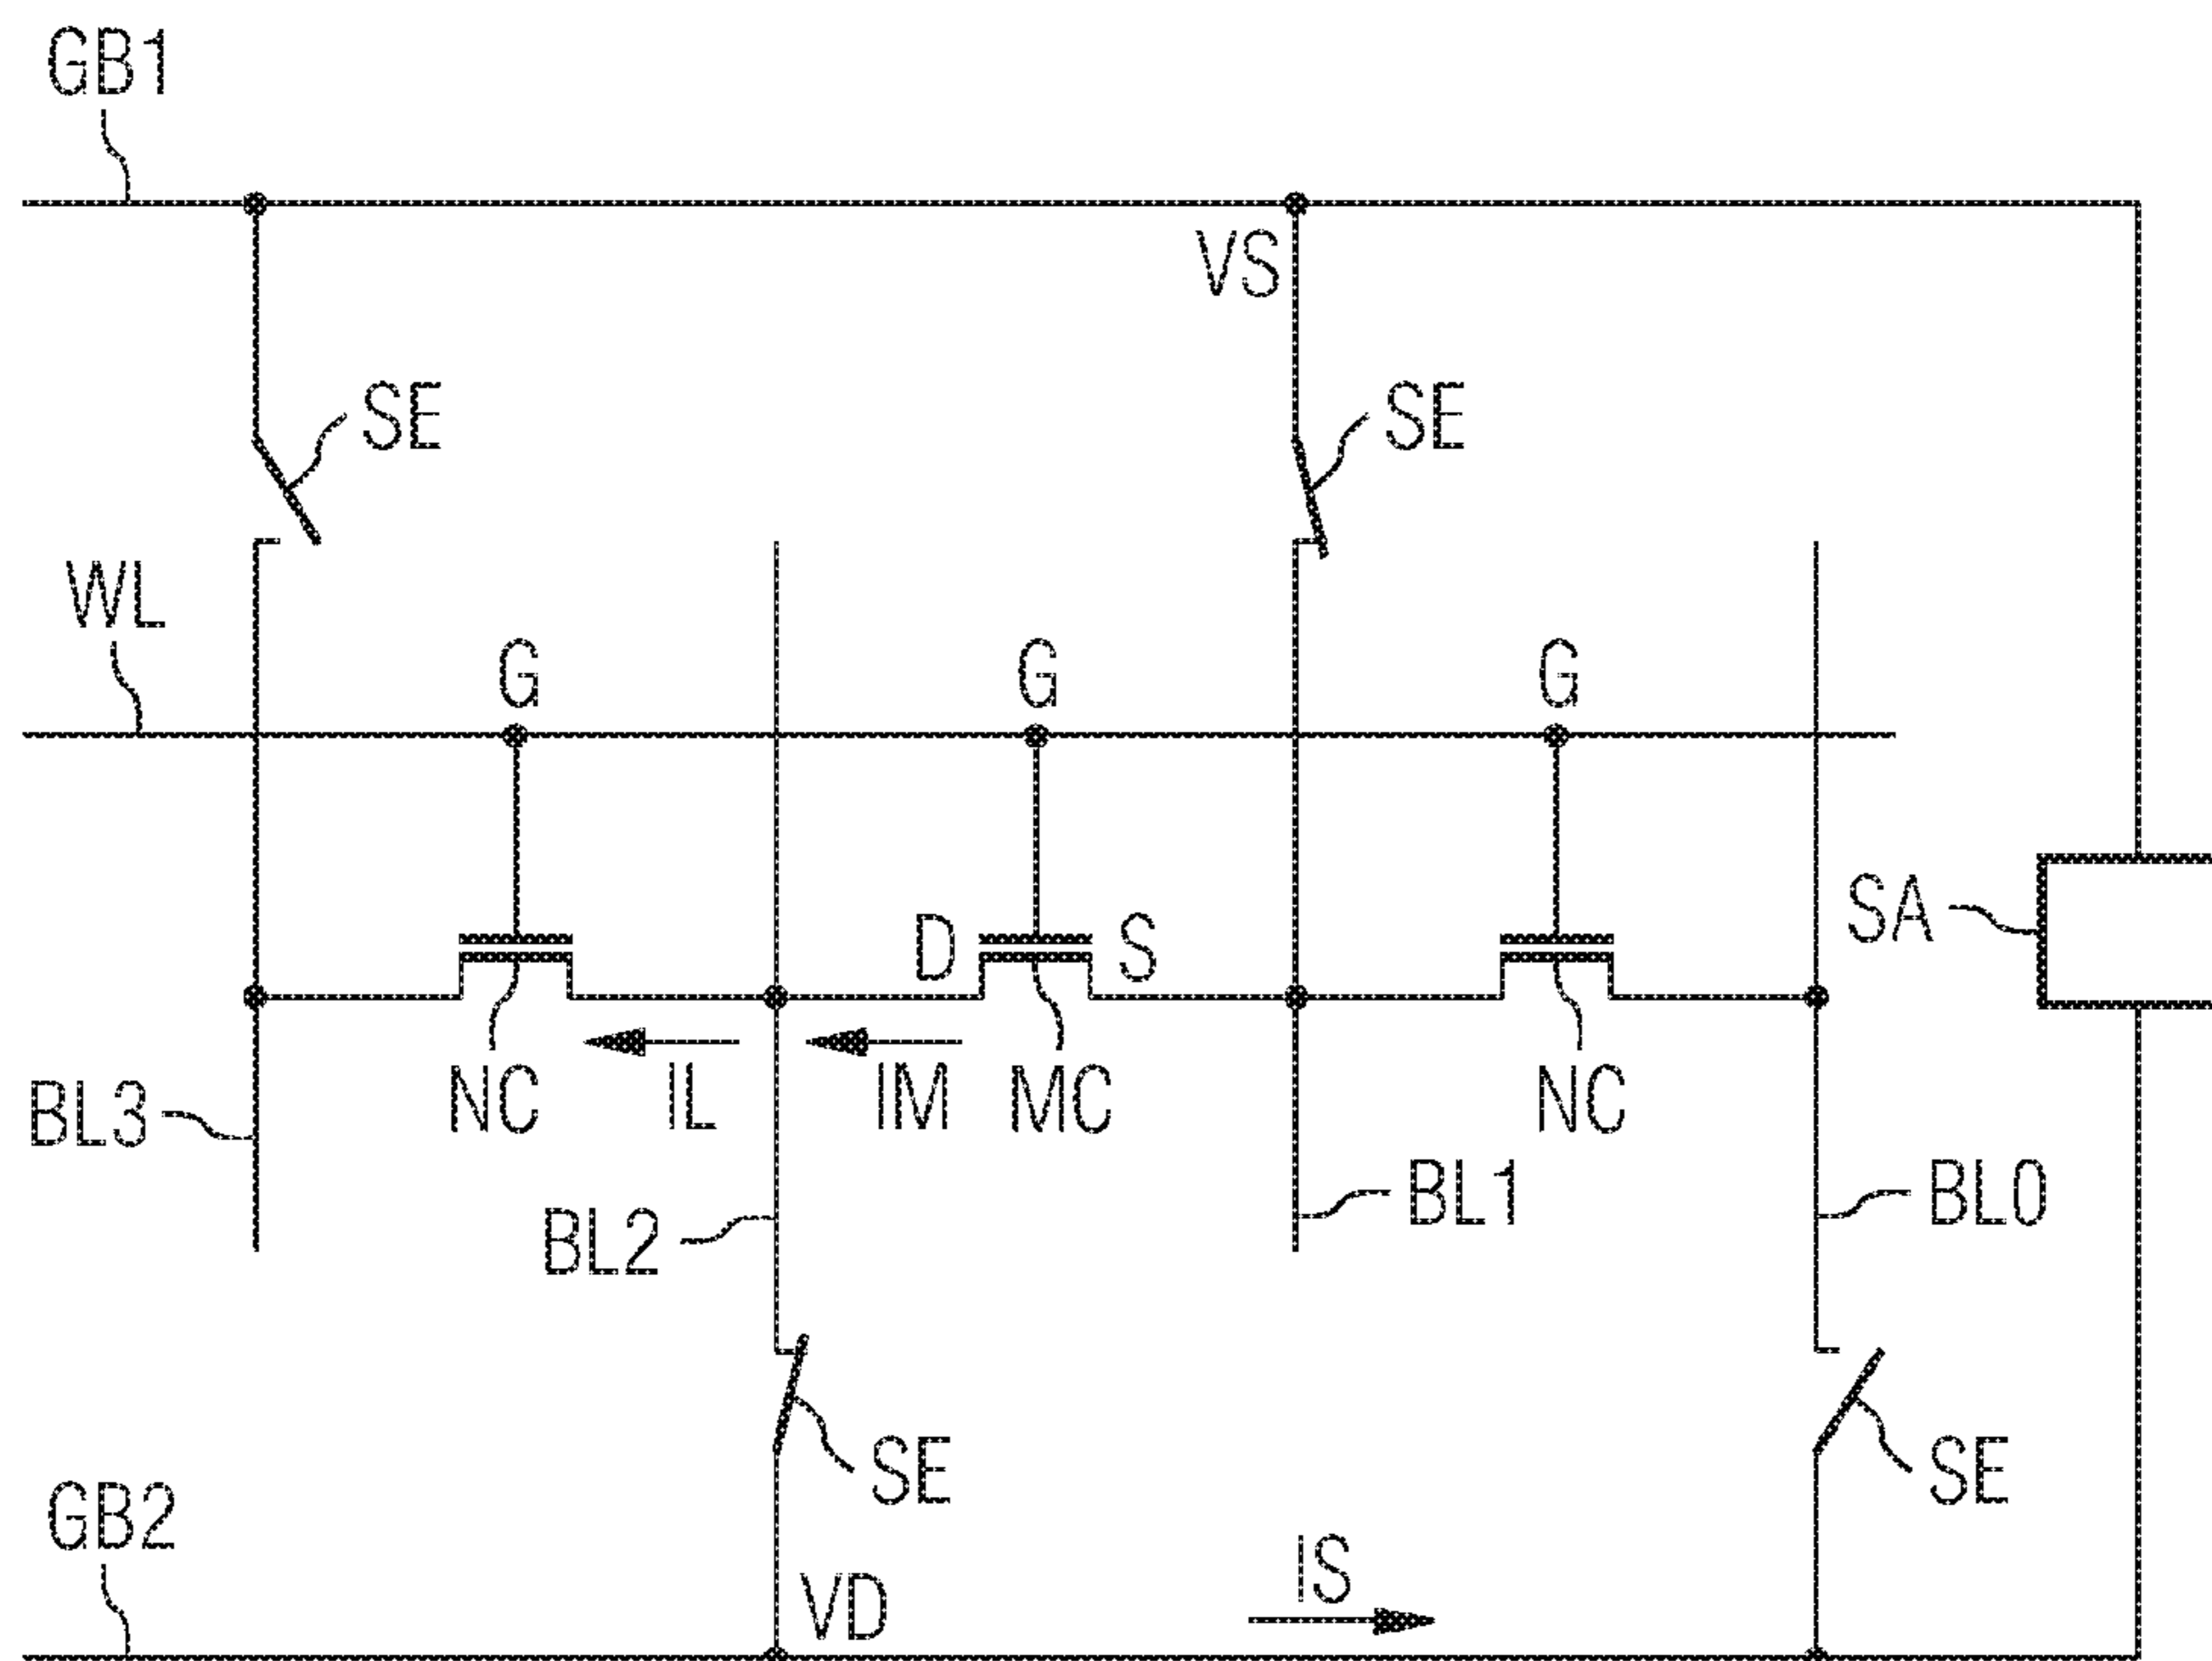 GB1
VS
SE
SE
WL
G
G
G
SA
D
S
NC
IL
IM
MC
NC
BL3
BL1
BL0
BL2
SE
SE
GB2
IS
VD